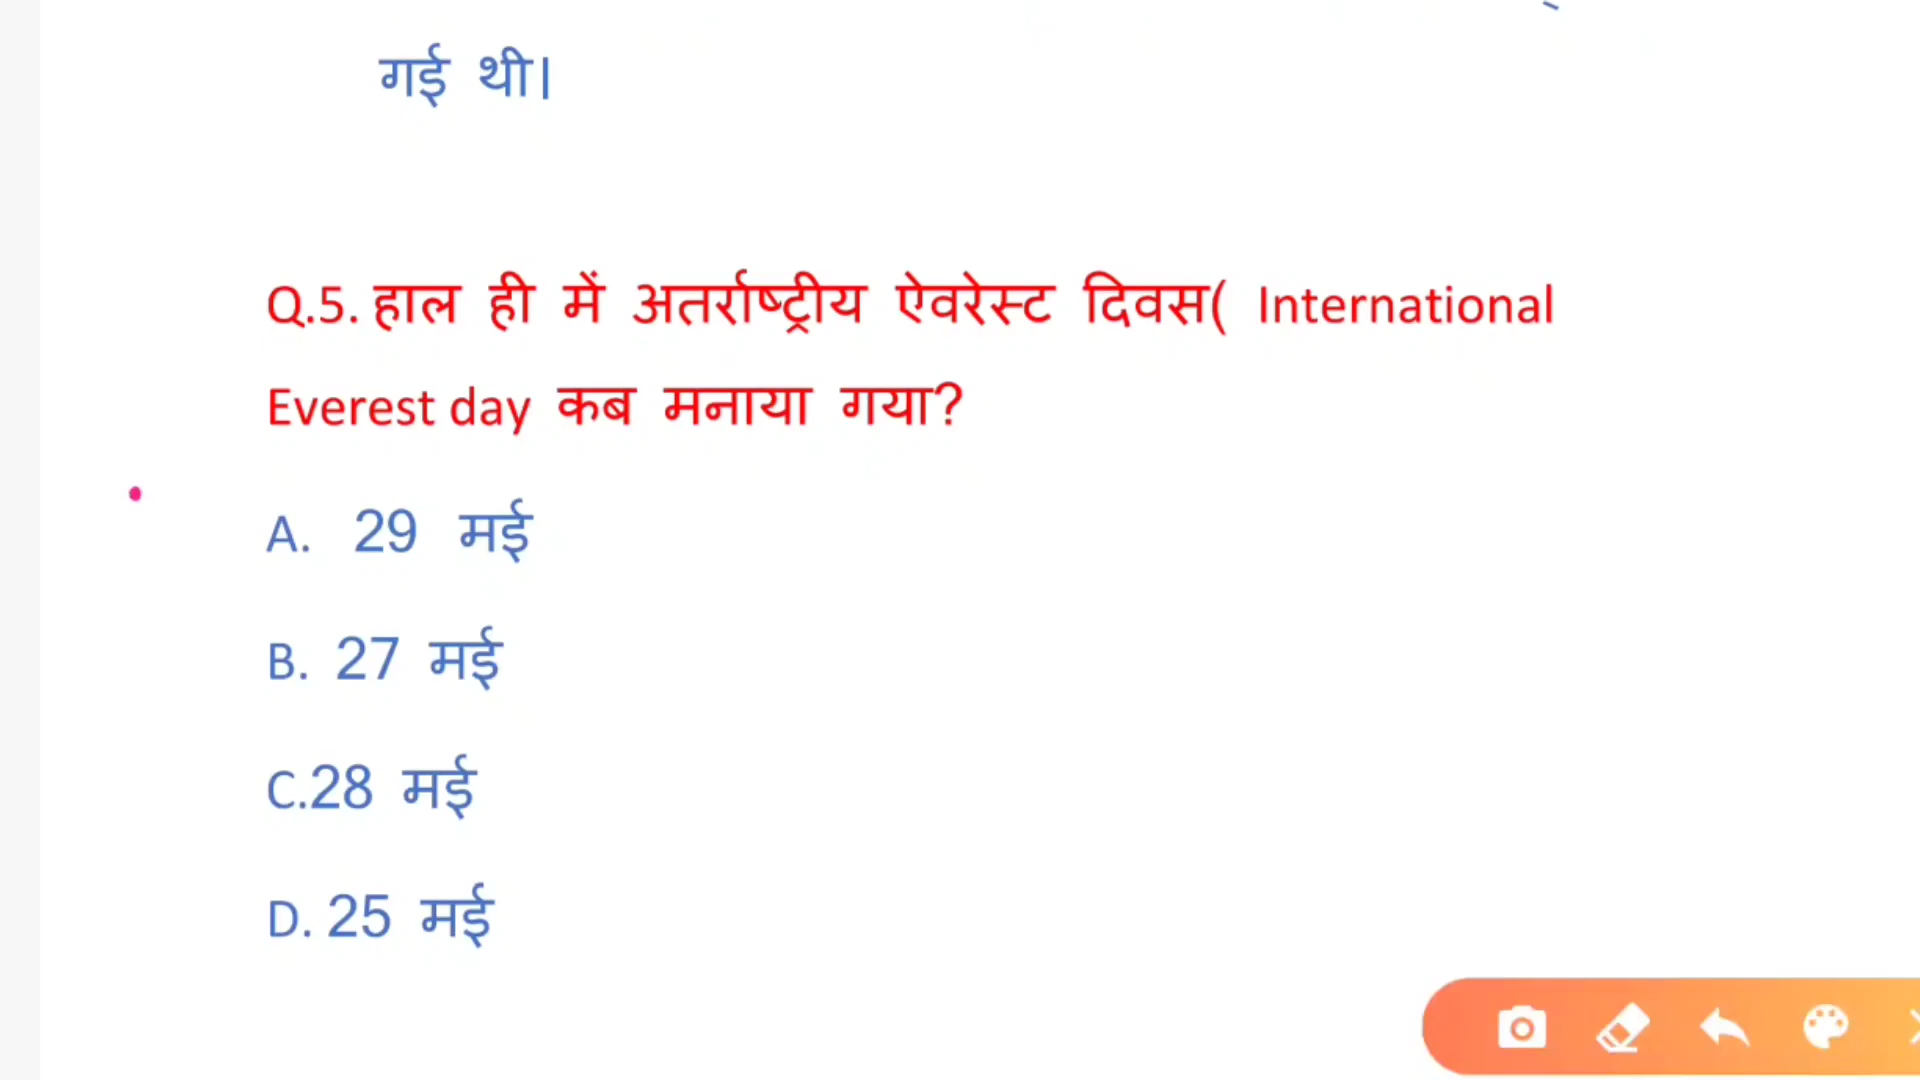 गई थी।
Q.5. हाल ही में अतर्राष्ट्रीय ऐवरेस्ट दिवस( International
Everest day कब मनाया गया?
A. 29 मई
B. 27 मई
C.28 मई
D. 25 मई